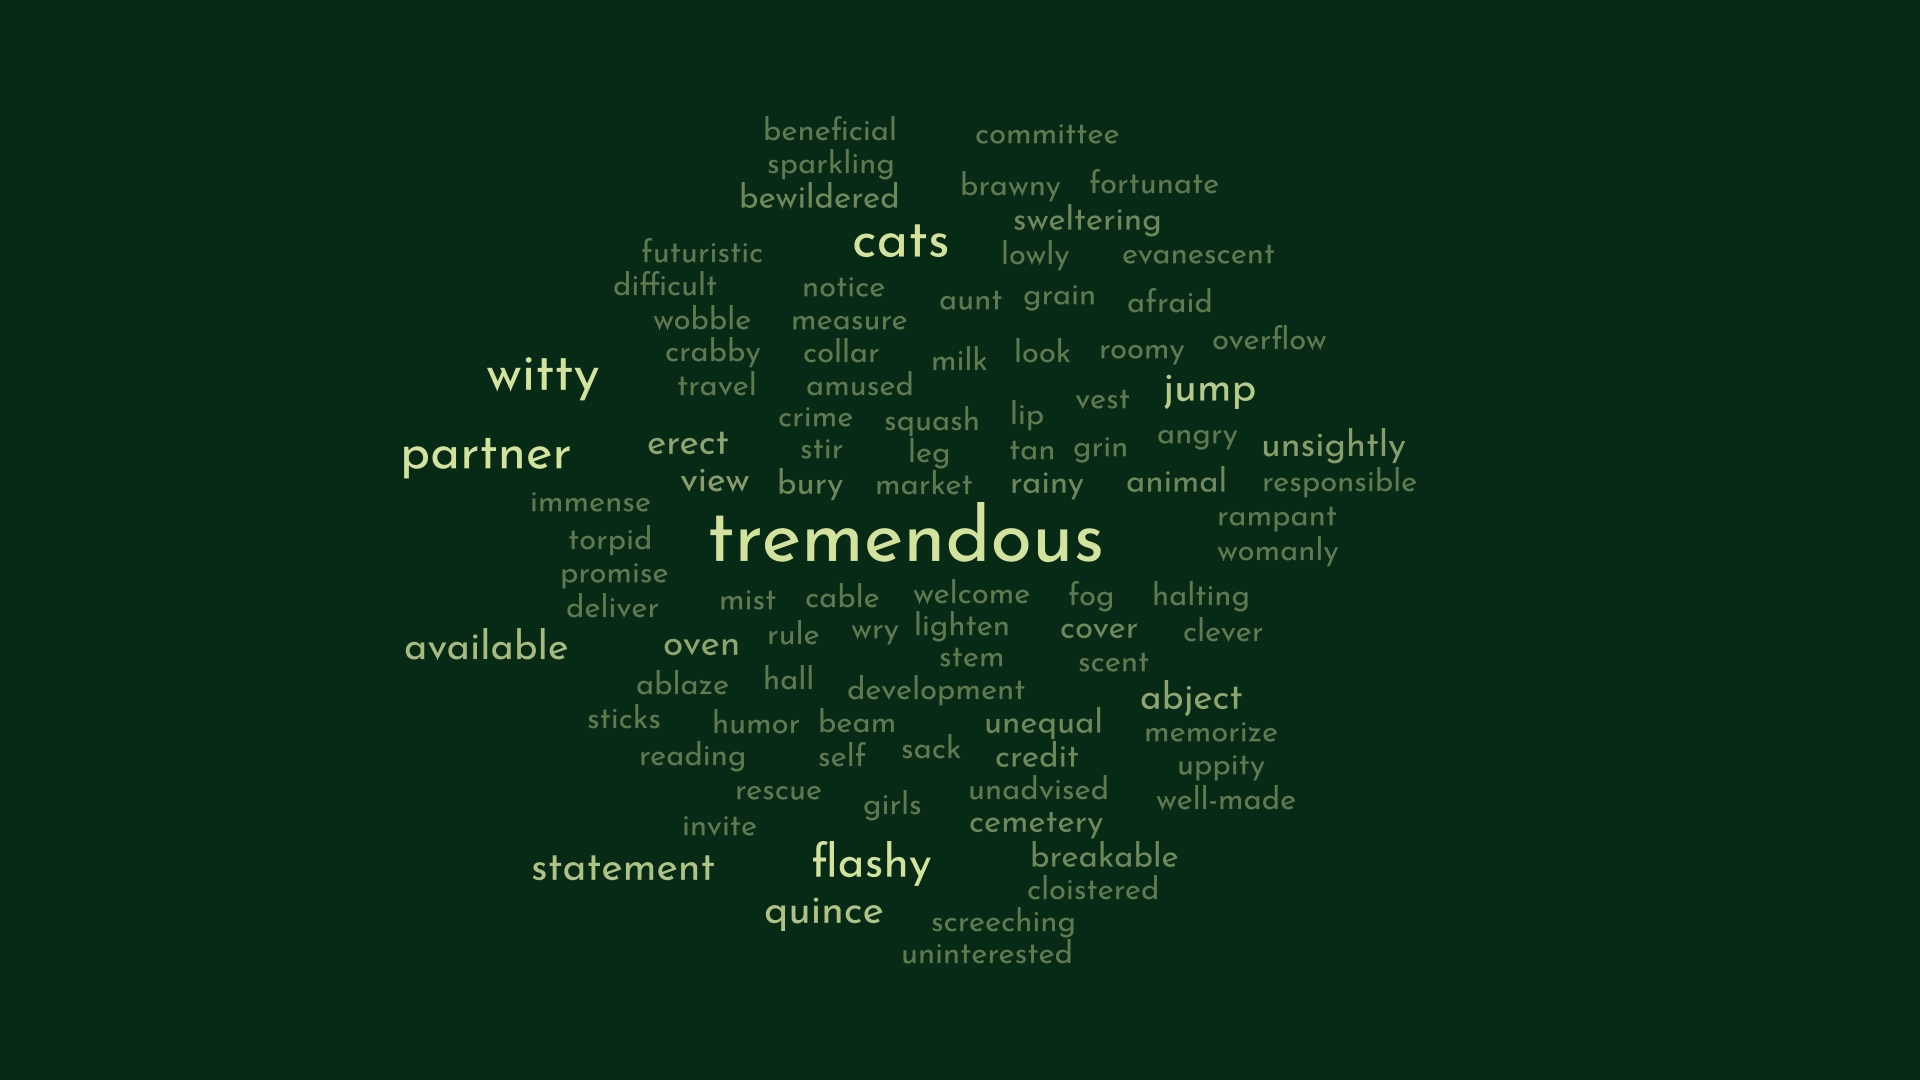 beneficial committee
sparkling
bewildered brawny fortunate
sweltering
cats
futuristic lowly evanescent
difficult notice aunt grain afraid
wobble measure overflow
crabby collar milk look roomy
witty travel amused jump
vest
crime squash lip
partner erect stir leg tan grin angry unsightly
view bury market rainy animal responsible
immense rampant
torpid tremendous womanly
promise
deliver mist cable welcome fog halting
available oven rule wry lighten cover clever
stem scent
ablaze hall development abject
sticks humor beam unequal memorize
reading self sack credit uppity
rescue girls unadvised well-made
invite cemetery
statement flashy breakable
cloistered
quince screeching
uninterested